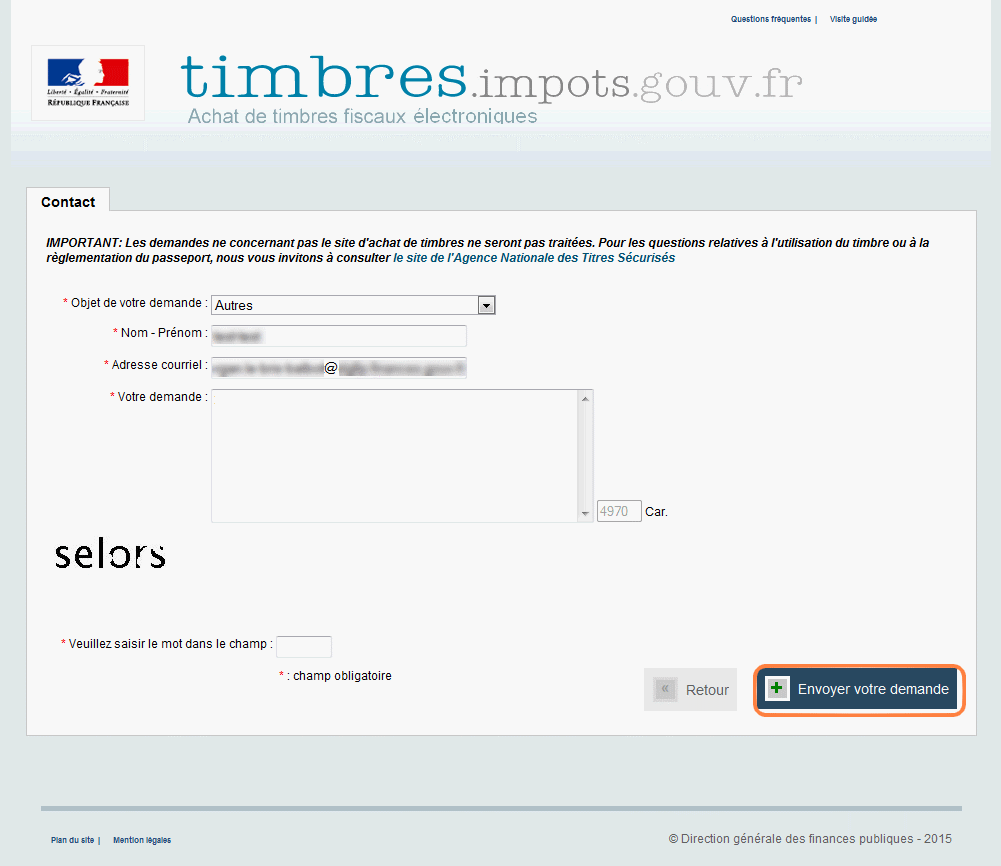 Questions fréquentes | Visite guidée
Liberté • Égalité • Fraternité
RÉPUBLIQUE FRANÇAISE
timbres.impots.gouv.fr
Achat de timbres fiscaux électroniques
Contact
IMPORTANT: Les demandes ne concernant pas le site d'achat de timbres ne seront pas traitées. Pour les questions relatives à l'utilisation du timbre ou à la
règlementation du passeport, nous vous invitons à consulter le site de l'Agence Nationale des Titres Sécurisés
* Objet de votre demande : Autres
* Nom - Prénom :
* Adresse courriel : @
* Votre demande :
4970 Car.
selors
* Veuillez saisir le mot dans le champ :
* : champ obligatoire
« Retour
Envoyer votre demande
Plan du site | Mention légales
© Direction générale des finances publiques - 2015